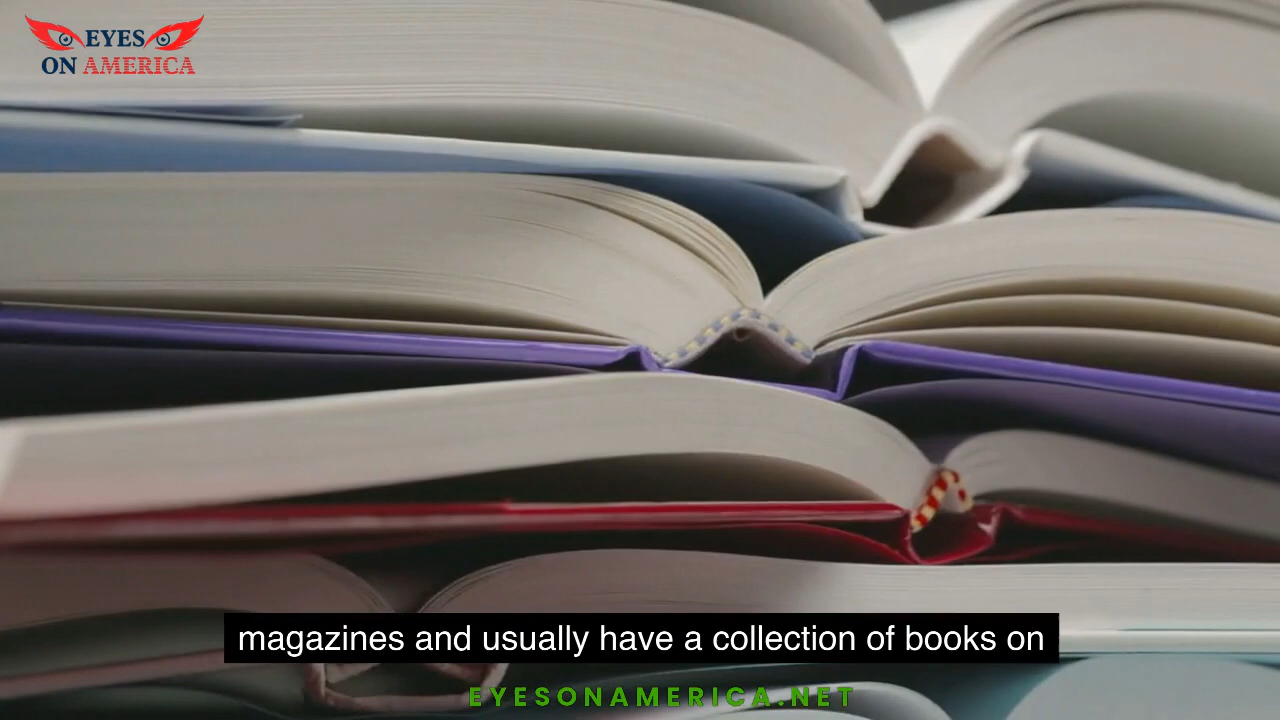 EYES
ON AMERICA
magazines and usually have a collection of books on
EYESONAMERICA.NET